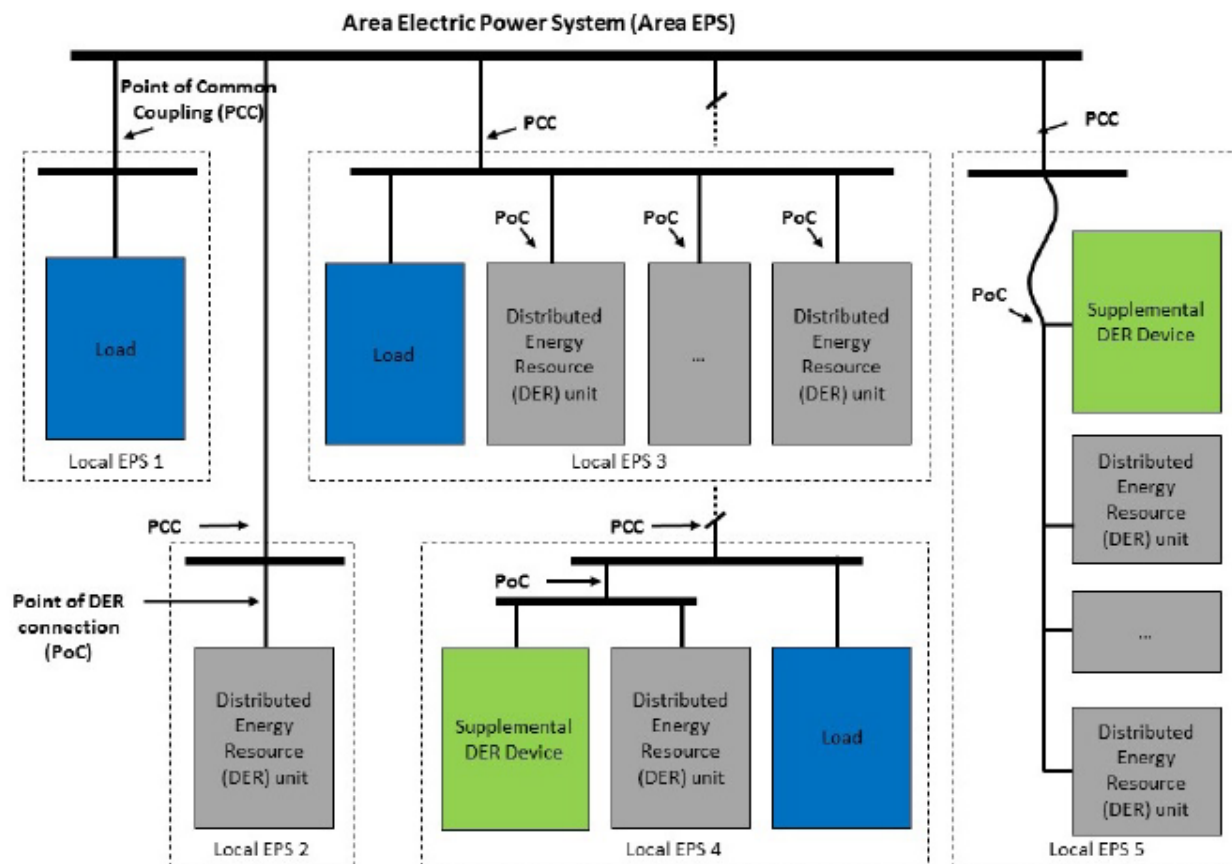 Area Electric Power System (Area EPS)
Point of Common
Coupling (PCC)
Load
Local EPS 1
PCC
PoC
PoC
PoC
Load
Distributed
Energy
Resource
(DER) unit
...
Distributed
Energy
Resource
(DER) unit
Local EPS 3
PCC
PoC
Supplemental
DER Device
Distributed
Energy
Resource
(DER) unit
...
Distributed
Energy
Resource
(DER) unit
Local EPS 5
PCC
Point of DER
connection
(PoC)
Distributed
Energy
Resource
(DER) unit
Local EPS 2
PCC
PoC
Supplemental
DER Device
Distributed
Energy
Resource
(DER) unit
Load
Local EPS 4